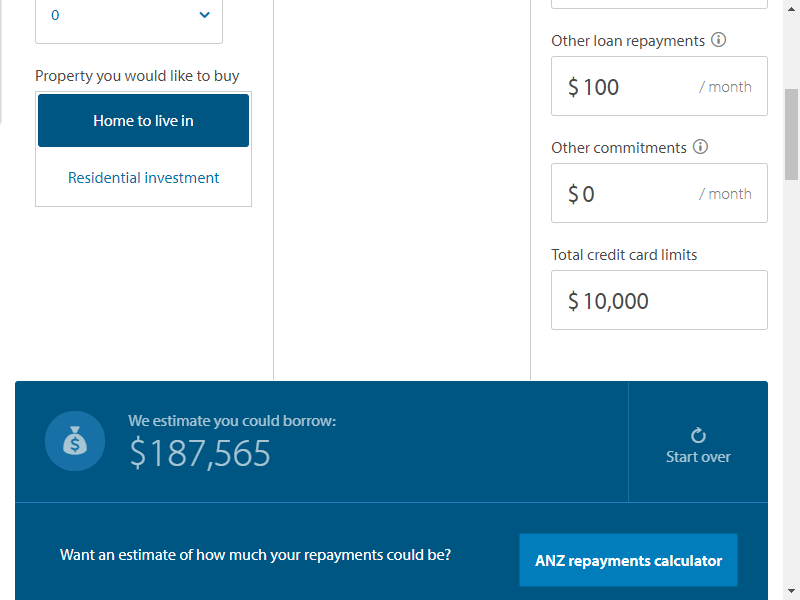 0
Property you would like to buy
Home to live in
Residential investment
Other loan repayments
$ 100 / month
Other commitments
$ 0 / month
Total credit card limits
$ 10,000
$
We estimate you could borrow:
$187,565
Start over
Want an estimate of how much your repayments could be?
ANZ repayments calculator